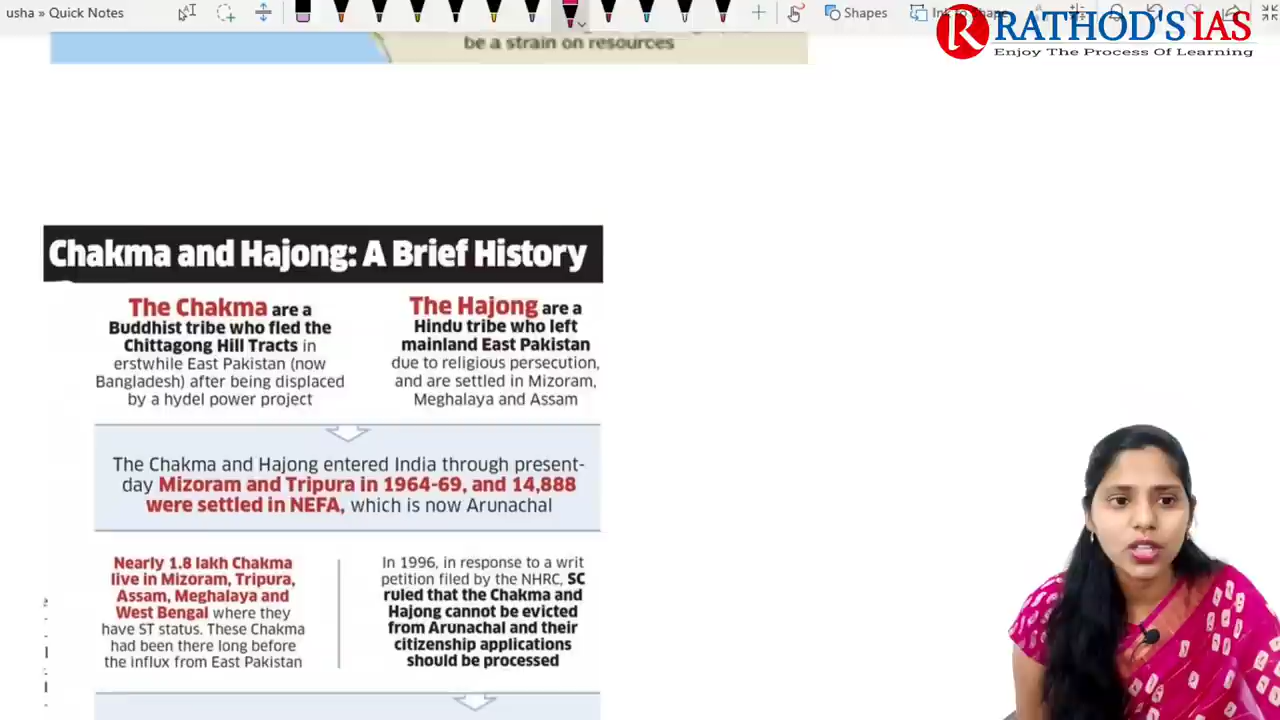 usha » Quick Notes
Shapes
RATHOD'S IAS
Enjoy The Process Of Learning
be a strain on resources
Chakma and Hajong: A Brief History
The Chakma are a
Buddhist tribe who fled the
Chittagong Hill Tracts in
erstwhile East Pakistan (now
Bangladesh) after being displaced
by a hydel power project
The Hajong are a
Hindu tribe who left
mainland East Pakistan
due to religious persecution,
and are settled in Mizoram,
Meghalaya and Assam
The Chakma and Hajong entered India through present-
day Mizoram and Tripura in 1964-69, and 14,888
were settled in NEFA, which is now Arunachal
Nearly 1.8 lakh Chakma
live in Mizoram, Tripura,
Assam, Meghalaya and
West Bengal where they
have ST status. These Chakma
had been there long before
the influx from East Pakistan
In 1996, in response to a writ
petition filed by the NHRC, SC
ruled that the Chakma and
Hajong cannot be evicted
from Arunachal and their
citizenship applications
should be processed